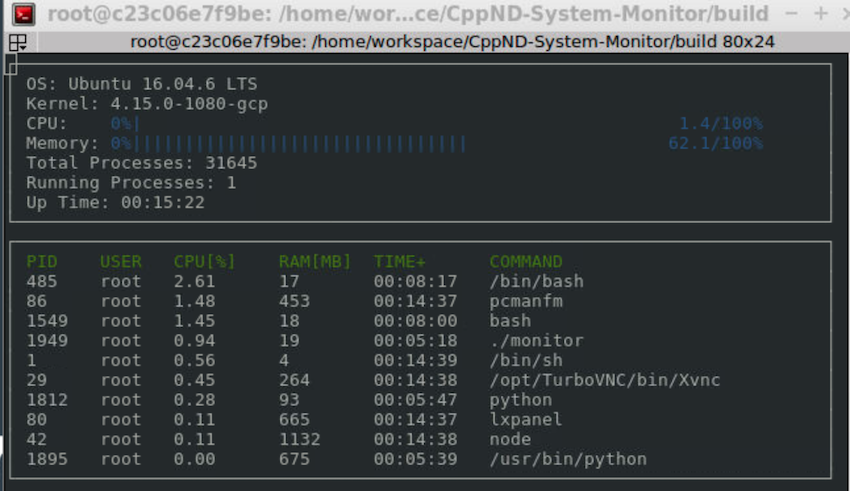 root@c23c06e7f9be: /home/wor...ce/CppND-System-Monitor/build
root@c23c06e7f9be: /home/workspace/CppND-System-Monitor/build 80x24
OS: Ubuntu 16.04.6 LTS
Kernel: 4.15.0-1080-gcp
CPU: 0%| 1.4/100%
Memory: 0%|||||||||||||||||||||||||||||||| 62.1/100%
Total Processes: 31645
Running Processes: 1
Up Time: 00:15:22
PID USER CPU[%] RAM[MB] TIME+ COMMAND
485 root 2.61 17 00:08:17 /bin/bash
86 root 1.48 453 00:14:37 pcmanfm
1549 root 1.45 18 00:08:00 bash
1949 root 0.94 19 00:05:18 ./monitor
1 root 0.56 4 00:14:39 /bin/sh
29 root 0.45 264 00:14:38 /opt/TurboVNC/bin/Xvnc
1812 root 0.28 93 00:05:47 python
80 root 0.11 665 00:14:37 lxpanel
42 root 0.11 1132 00:14:38 node
1895 root 0.00 675 00:05:39 /usr/bin/python